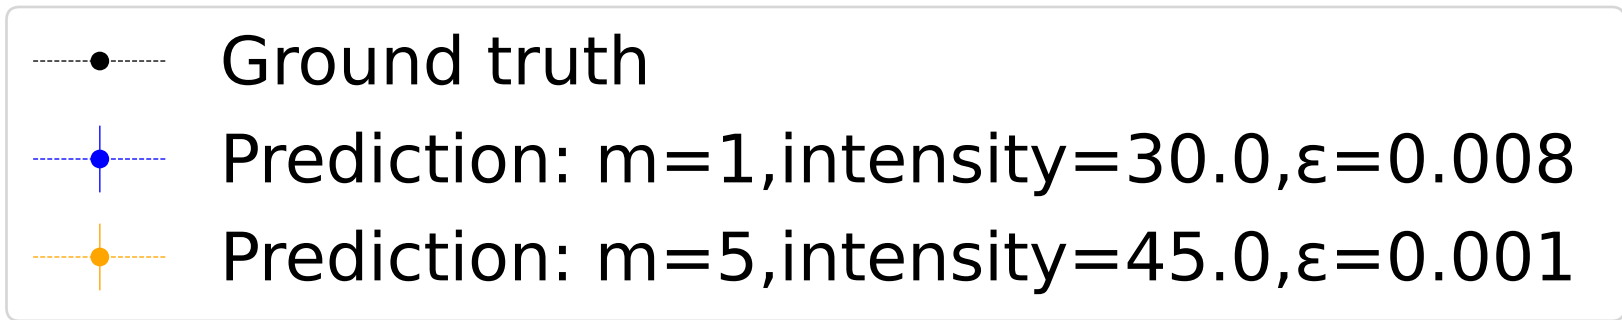 Ground truth
Prediction: m=1,intensity=30.0,ε=0.008
Prediction: m=5,intensity=45.0,ε=0.001